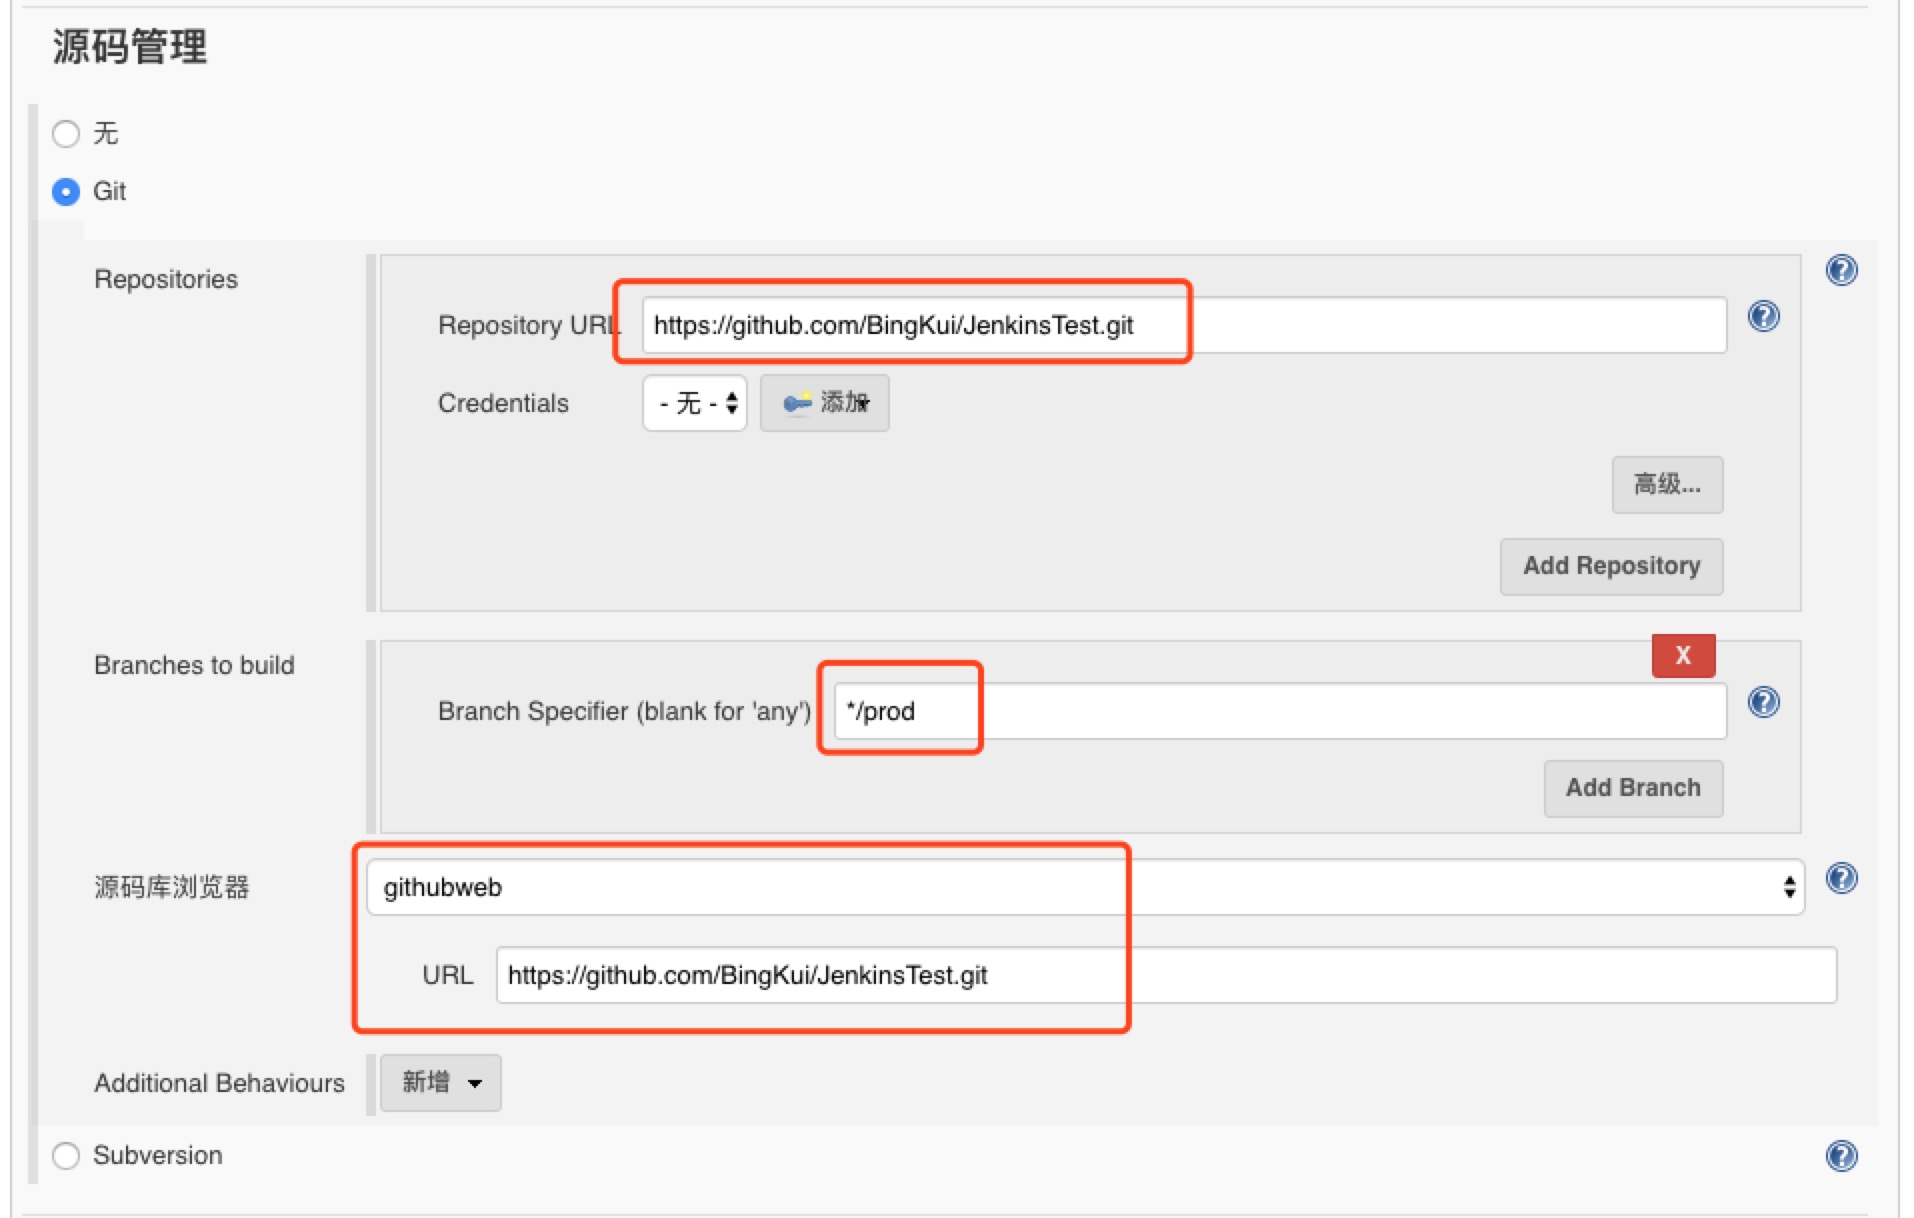 源码管理
无
Git
Repositories
Repository URL https://github.com/BingKui/JenkinsTest.git
Credentials - 无 - 添加
高级...
Add Repository
Branches to build
X
Branch Specifier (blank for 'any') */prod
Add Branch
源码库浏览器 githubweb
URL https://github.com/BingKui/JenkinsTest.git
Additional Behaviours 新增
Subversion